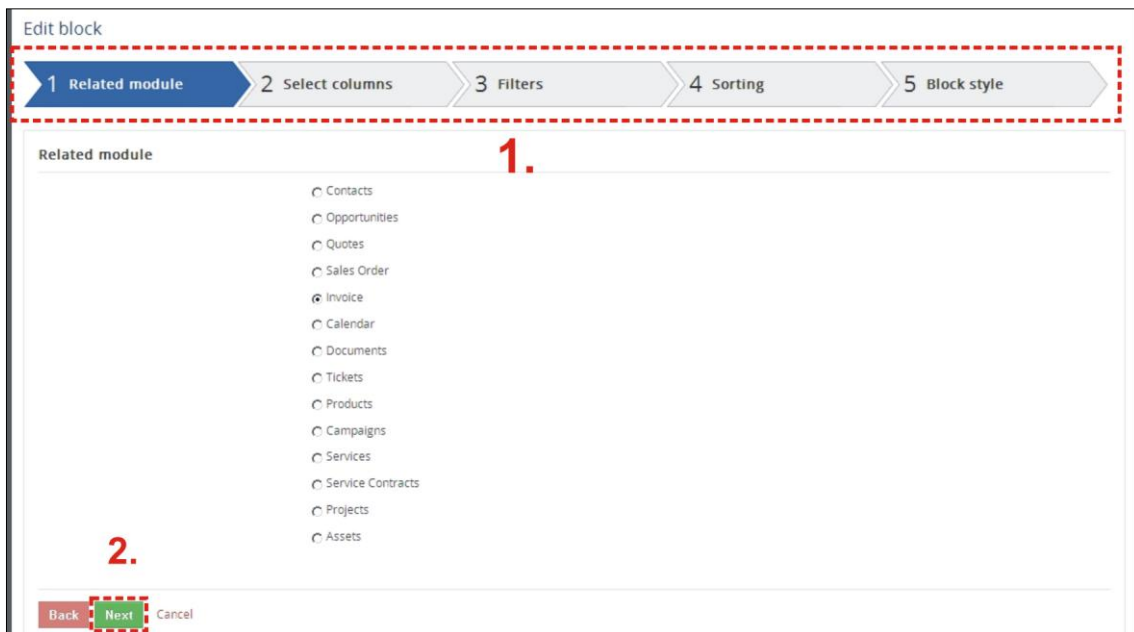 Edit block
1 Related module 2 Select columns 3 Filters 4 Sorting 5 Block style
1.
Related module
Contacts
Opportunities
Quotes
Sales Order
Invoice
Calendar
Documents
Tickets
Products
Campaigns
Services
Service Contracts
Projects
Assets
2.
Back Next Cancel